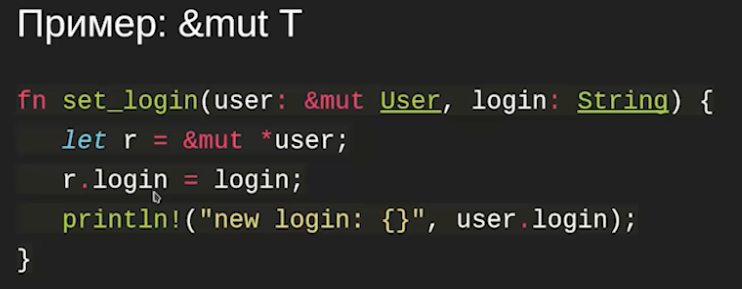 Пример: &mut T
fn set_login(user: &mut User, login: String) {
let r = &mut *user;
r.login = login;
println!("new login: {}", user.login);
}